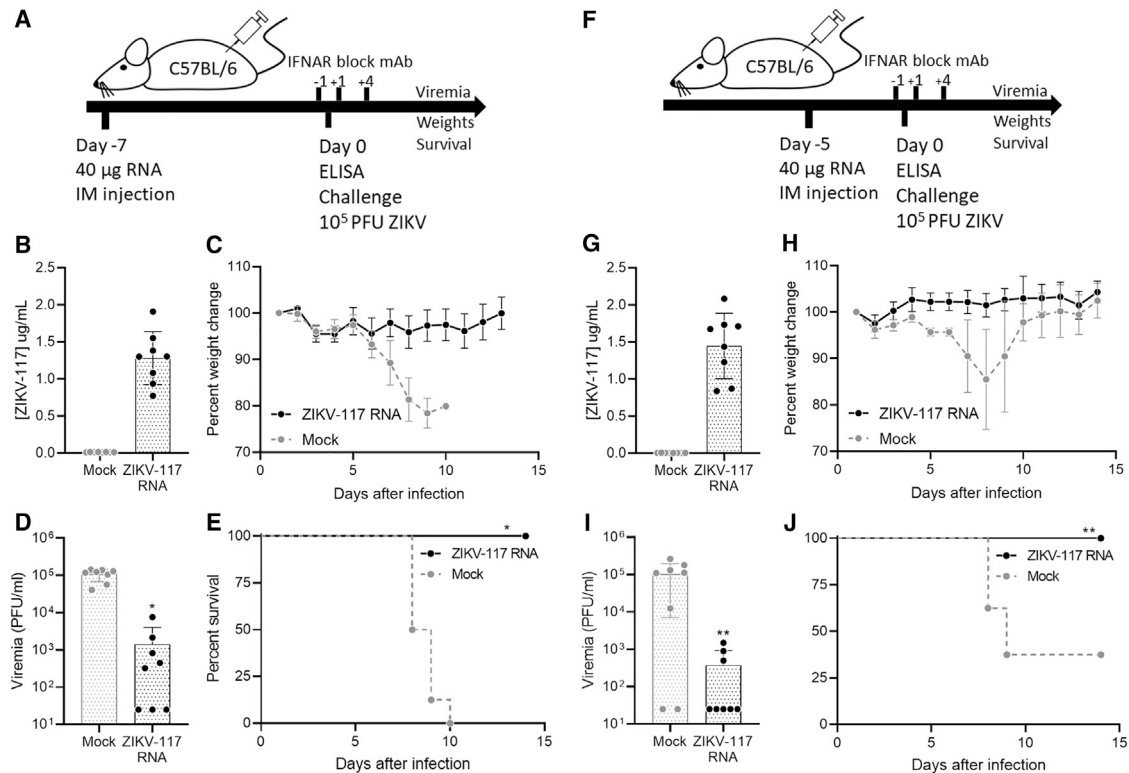 A
C57BL/6
IFNAR block mAb
-1 +1 +4
Viremia
Weights
Survival
Day -7
40 µg RNA
IM injection
Day 0
ELISA
Challenge
10⁵ PFU ZIKV
F
C57BL/6
IFNAR block mAb
-1 +1 +4
Viremia
Weights
Survival
Day -5
40 µg RNA
IM injection
Day 0
ELISA
Challenge
10⁵ PFU ZIKV
B
[ZIKV-117] ug/mL
2.5
2.0
1.5
1.0
0.5
0.0
Mock ZIKV-117
RNA
C
Percent weight change
110
100
90
80
70
ZIKV-117 RNA
Mock
0 5 10 15
Days after infection
G
[ZIKV-117] ug/mL
2.5
2.0
1.5
1.0
0.5
0.0
Mock ZIKV-117
RNA
H
Percent weight change
110
100
90
80
70
ZIKV-117 RNA
Mock
0 5 10 15
Days after infection
D
Viremia (PFU/ml)
10⁶
10⁵
10⁴
10³
10²
10¹
*
Mock ZIKV-117
RNA
E
Percent survival
100
75
50
25
0
*
ZIKV-117 RNA
Mock
0 5 10 15
Days after infection
I
Viremia (PFU/ml)
10⁶
10⁵
10⁴
10³
10²
10¹
**
Mock ZIKV-117
RNA
J
100
75
50
25
0
**
ZIKV-117 RNA
Mock
0 5 10 15
Days after infection